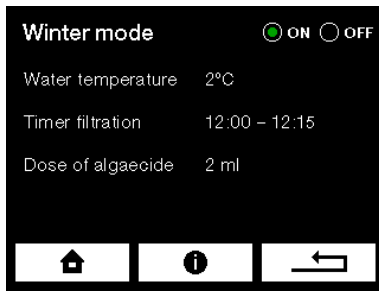 Winter mode ON OFF
Water temperature 2°C
Timer filtration 12:00 – 12:15
Dose of algaecide 2 ml